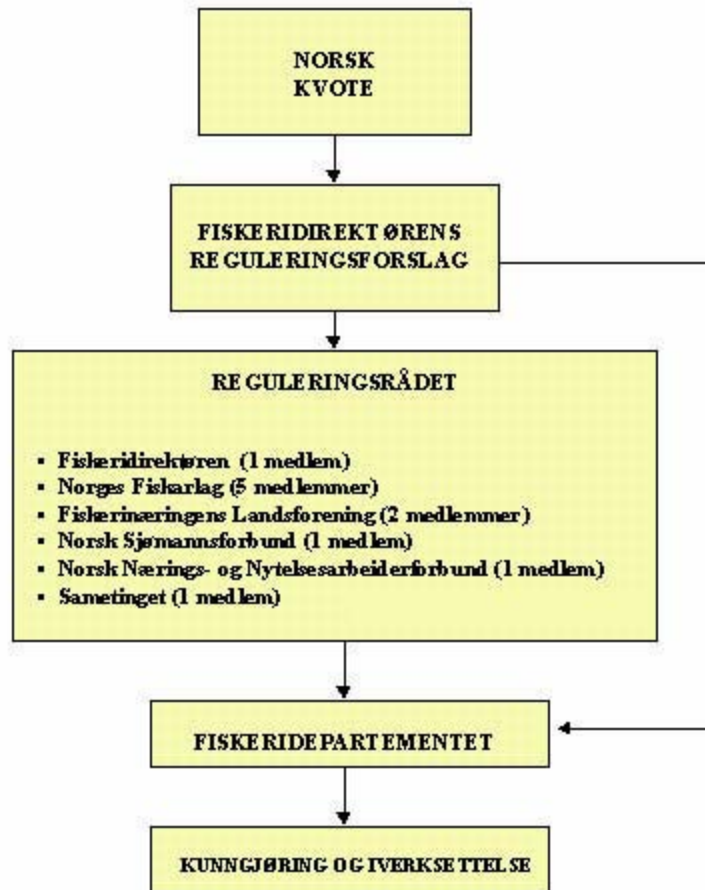 NORSK
KVOTE
FISKERIDIREKTØRENS
REGULERINGSFORSLAG
REGULERINGSRÅDET
▪ Fiskeridirektøren (1 medlem)
▪ Norges Fiskarlag (5 medlemmer)
▪ Fiskerinæringens Landsforening (2 medlemmer)
▪ Norsk Sjømannsforbund (1 medlem)
▪ Norsk Nærings- og Nytelsesarbeiderforbund (1 medlem)
▪ Sametinget (1 medlem)
FISKERIDEPARTEMENTET
KUNNGJØRING OG IVERKSETTELSE